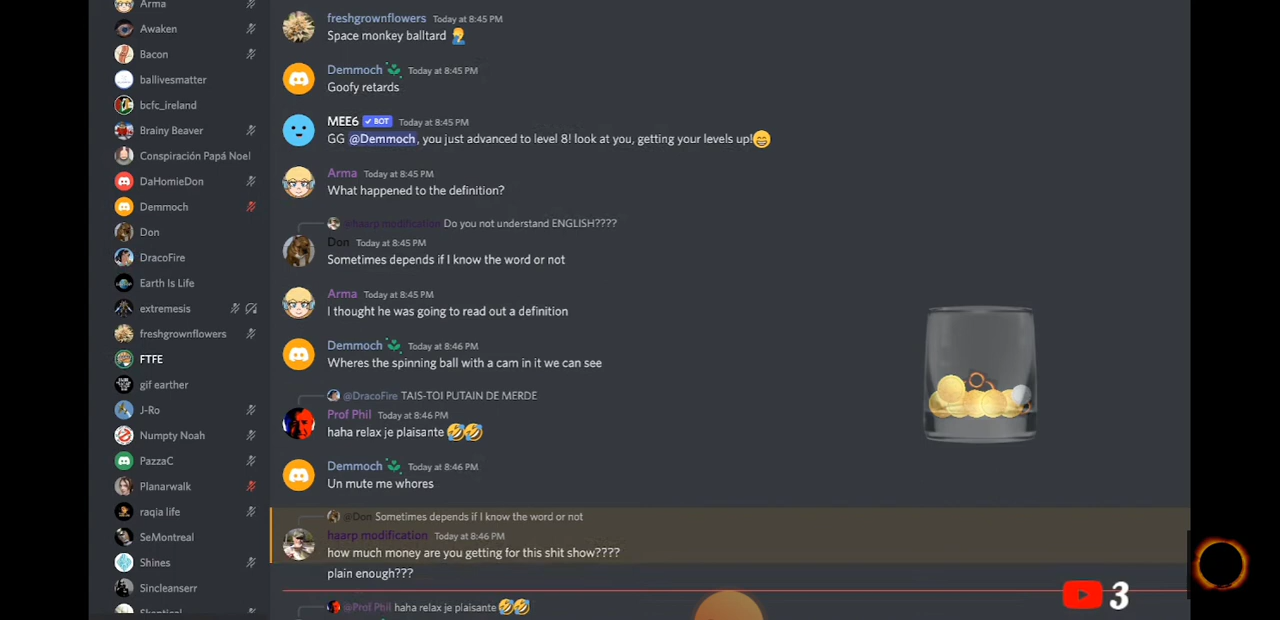 Arma
Awaken
Bacon
ballivesmatter
bcfc_ireland
Brainy Beaver
Conspiración Papá Noel
DaHomieDon
Demmoch
Don
DracoFire
Earth Is Life
extremesis
freshgrownflowers
FTFE
gif earther
J-Ro
Numpty Noah
PazzaC
Planarwalk
raqia life
SeMontreal
Shines
Sincleanserr
freshgrownflowers Today at 8:45 PM
Space monkey balltard 🤦‍♂️
Demmoch Today at 8:45 PM
Goofy retards
MEE6 ✓ BOT Today at 8:45 PM
GG @Demmoch, you just advanced to level 8! look at you, getting your levels up!😁
Arma Today at 8:45 PM
What happened to the definition?
@haarp modification Do you not understand ENGLISH????
Don Today at 8:45 PM
Sometimes depends if I know the word or not
Arma Today at 8:45 PM
I thought he was going to read out a definition
Demmoch Today at 8:46 PM
Wheres the spinning ball with a cam in it we can see
@DracoFire TAIS-TOI PUTAIN DE MERDE
Prof Phil Today at 8:46 PM
haha relax je plaisante 🤣🤣
Demmoch Today at 8:46 PM
Un mute me whores
@Don Sometimes depends if I know the word or not
haarp modification Today at 8:46 PM
how much money are you getting for this shit show????
plain enough???
@Prof Phil haha relax je plaisante 🤣🤣
3